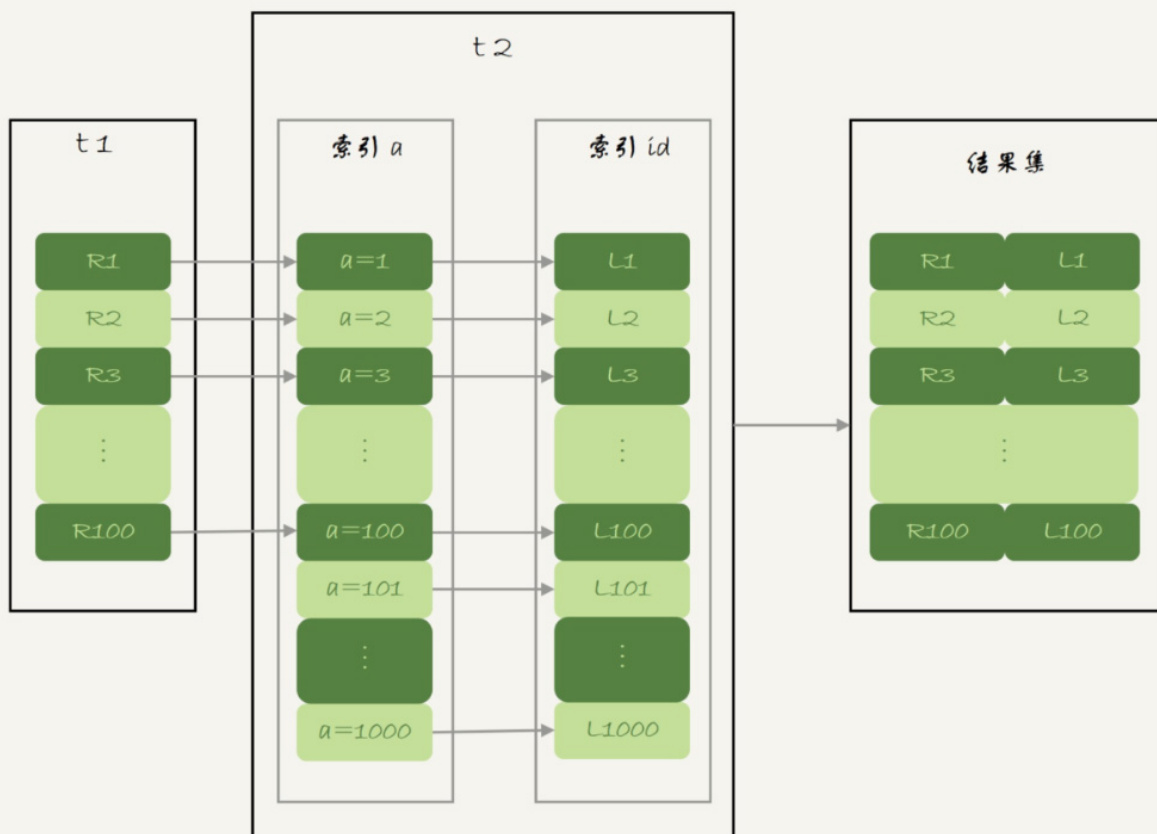 t2
t1
索引 a
索引 id
结果集
R1
a=1
L1
R1
L1
R2
a=2
L2
R2
L2
R3
a=3
L3
R3
L3
⋮
⋮
⋮
⋮
R100
a=100
L100
R100
L100
a=101
L101
⋮
⋮
a=1000
L1000